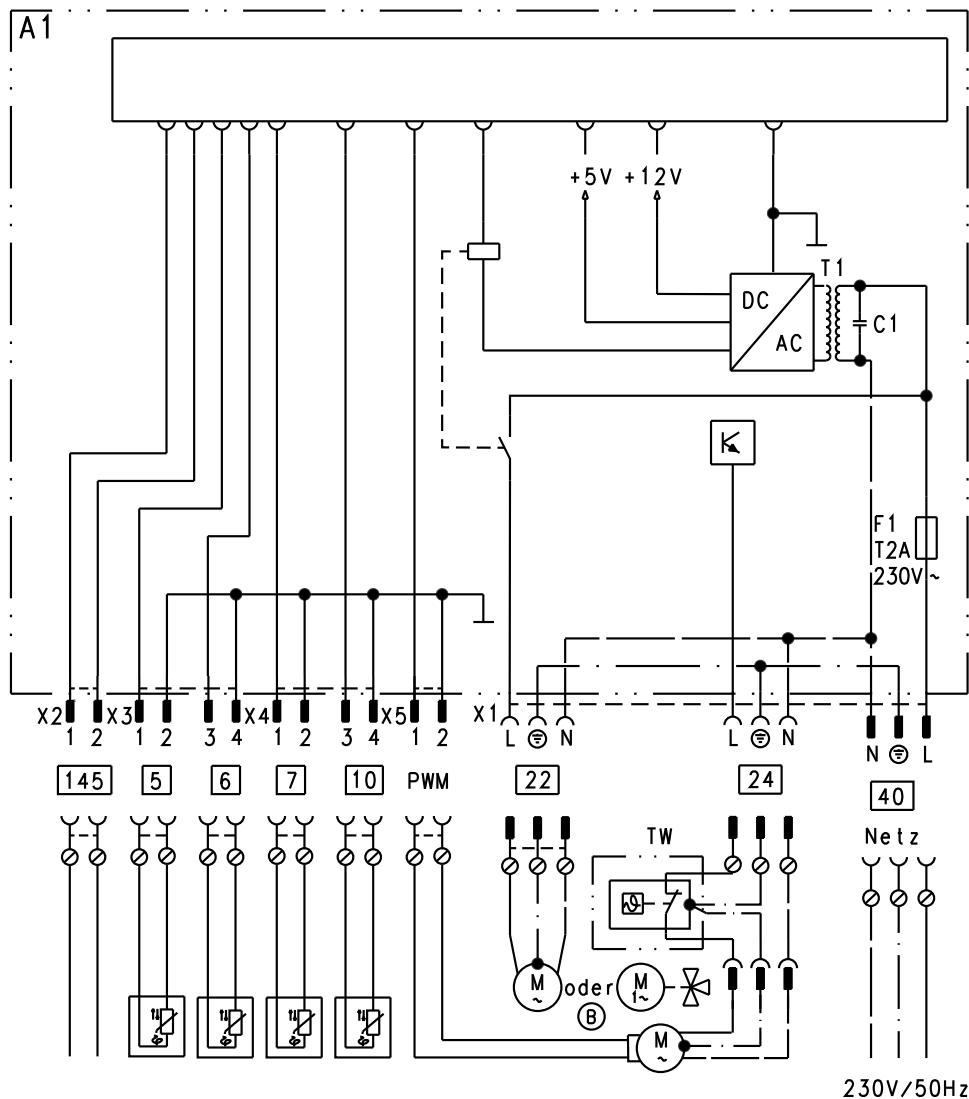 A1
+5V +12V
T1
DC
AC
C1
F1
T2A
230V~
X2 X3 X4 X5 X1
1 2 1 2 3 4 1 2 3 4 1 2 L N L N N L
145 5 6 7 10 PWM 22 24 40
TW
Netz
ϑ
M
~
oder
B
M
1~
M
~
230V/50Hz